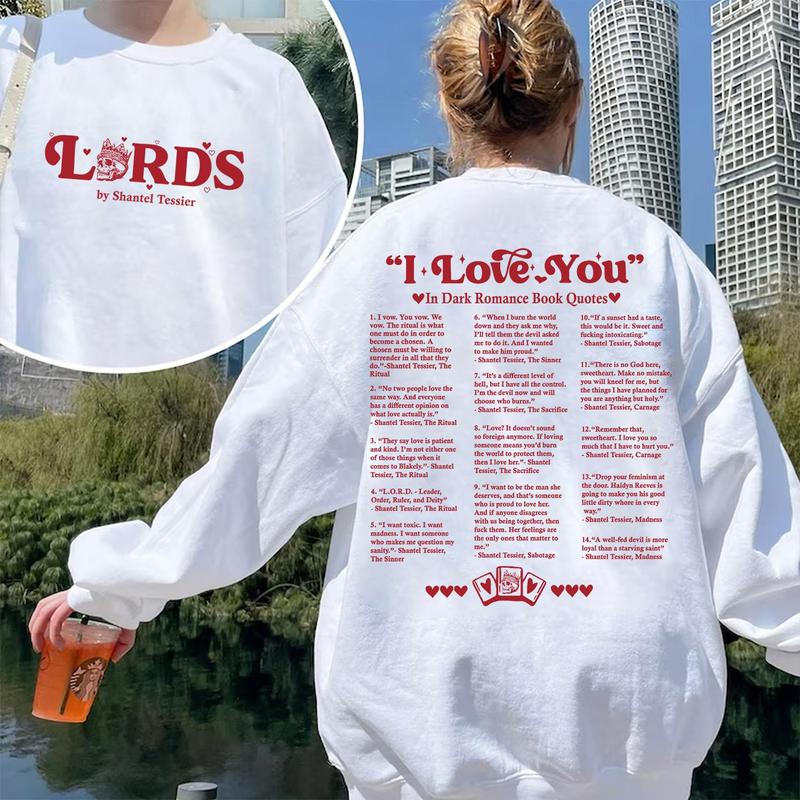 LORDS
by Shantel Tessier
“I Love You”
♥In Dark Romance Book Quotes♥
1. I vow. You vow. We
vow. The ritual is what
one must do in order to
become a chosen. A
chosen must be willing to
surrender in all that they
do.”-Shantel Tessier, The
Ritual
2. “No two people love the
same way. And everyone
has a different opinion on
what love actually is.”
- Shantel Tessier, The Ritual
3. “They say love is patient
and kind. I’m not either one
of those things when it
comes to Blakely.”- Shantel
Tessier, The Ritual
4. “L.O.R.D. - Leader,
Order, Ruler, and Deity”
- Shantel Tessier, The Ritual
5. “I want toxic. I want
madness. I want someone
who makes me question my
sanity.”- Shantel Tessier,
The Sinner
6. “When I burn the world
down and they ask me why,
I’ll tell them the devil asked
me to do it. And I wanted
to make him proud.”
- Shantel Tessier, The Sinner
7. “It’s a different level of
hell, but I have all the control.
I’m the devil now and will
choose who burns.”
- Shantel Tessier, The Sacrifice
8. “Love? It doesn’t sound
so foreign anymore. If loving
someone means you’d burn
the world to protect them,
then I love her.”- Shantel
Tessier, The Sacrifice
9. “I want to be the man she
deserves, and that’s someone
who is proud to love her.
And if anyone disagrees
with us being together, then
fuck them. Her feelings are
the only ones that matter to
me.”
- Shantel Tessier, Sabotage
10.“If a sunset had a taste,
this would be it. Sweet and
fucking intoxicating.”
- Shantel Tessier, Sabotage
11.“There is no God here,
sweetheart. Make no mistake,
you will kneel for me, but
the things I have planned for
you are anything but holy.”
- Shantel Tessier, Carnage
12.“Remember that,
sweetheart. I love you so
much that I have to hurt you.”
- Shantel Tessier, Carnage
13.“Drop your feminism at
the door. Haidyn Reeves is
going to make you his good
little dirty whore in every
way.”
- Shantel Tessier, Madness
14.“A well-fed devil is more
loyal than a starving saint”
- Shantel Tessier, Madness